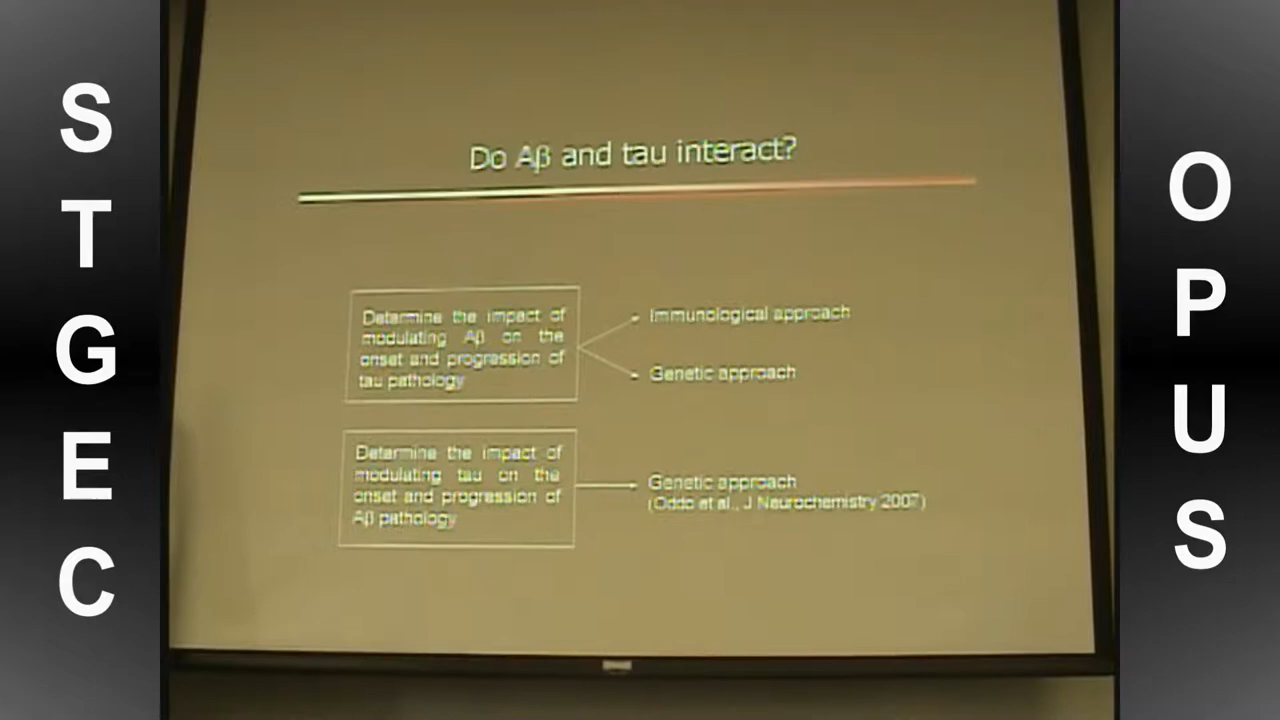 STGEC
Do Aβ and tau interact?
Determine the impact of
modulating Aβ on the
onset and progression of
tau pathology
Immunological approach
Genetic approach
Determine the impact of
modulating tau on the
onset and progression of
Aβ pathology
Genetic approach
(Oddo et al., J Neurochemistry 2007)
OPUS